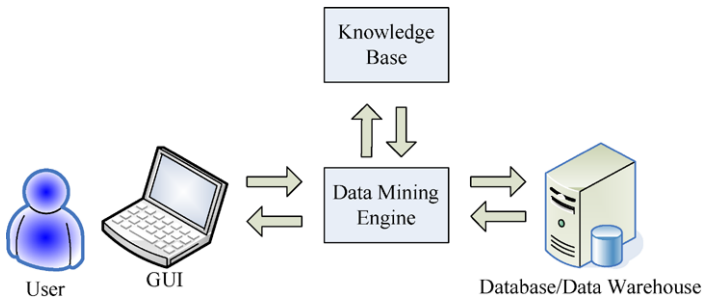 Knowledge
Base
Data Mining
Engine
User
GUI
Database/Data Warehouse